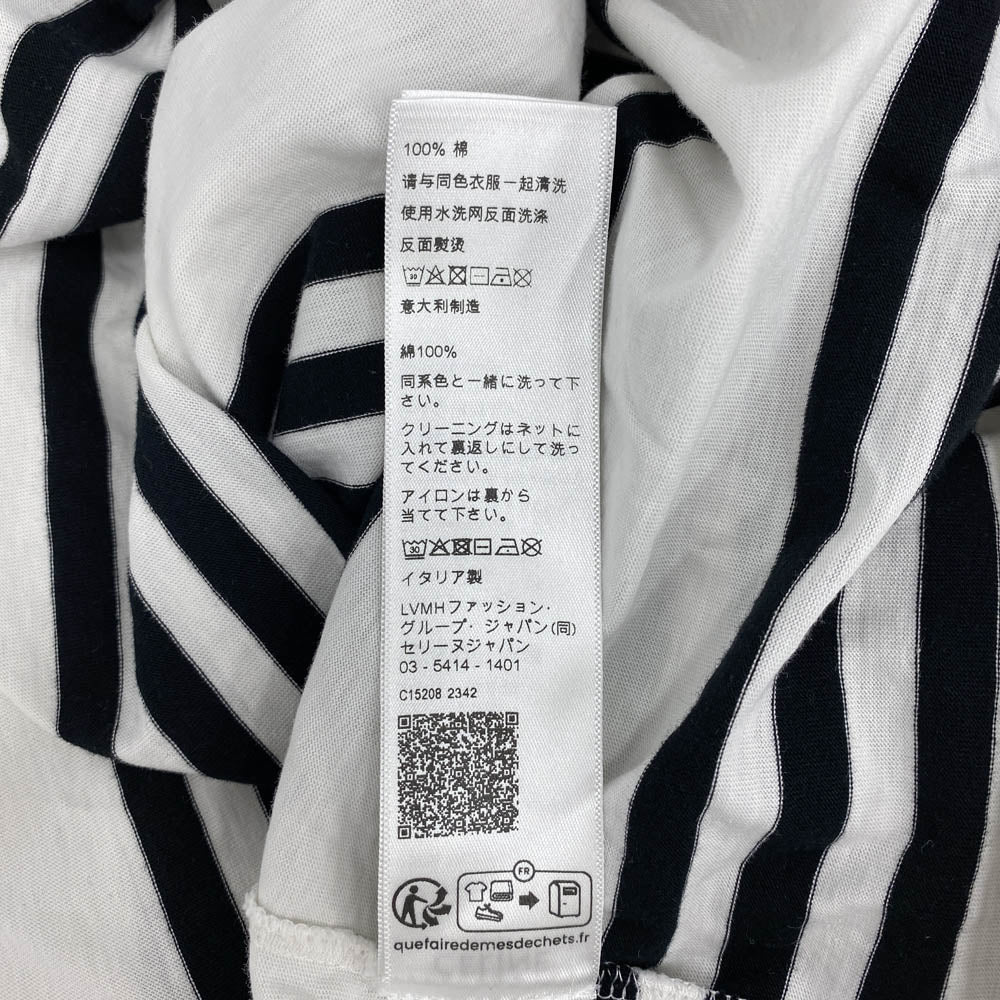 100% 棉
请与同色衣服一起清洗
使用水洗网反面洗涤
反面熨烫
30
意大利制造
綿100%
同系色と一緒に洗って下
さい。
クリーニングはネットに
入れて裏返しにして洗っ
てください。
アイロンは裏から
当てて下さい。
30
イタリア製
LVMHファッション・
グループ・ジャパン(同)
セリーヌジャパン
03 - 5414 - 1401
C15208 2342
FR
quefairedemesdechets.fr